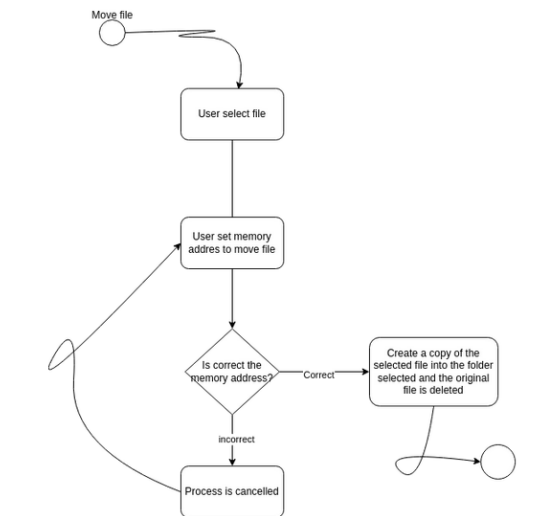 Move file
User select file
User set memory
addres to move file
Is correct the
memory address?
Correct
Create a copy of the
selected file into the folder
selected and the original
file is deleted
incorrect
Process is cancelled